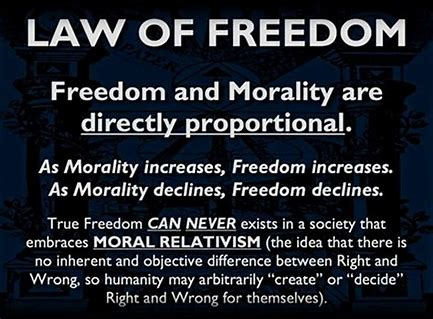 LAW OF FREEDOM
Freedom and Morality are
directly proportional.
As Morality increases, Freedom increases.
As Morality declines, Freedom declines.
True Freedom CAN NEVER exists in a society that
embraces MORAL RELATIVISM (the idea that there is
no inherent and objective difference between Right and
Wrong, so humanity may arbitrarily “create” or “decide”
Right and Wrong for themselves).